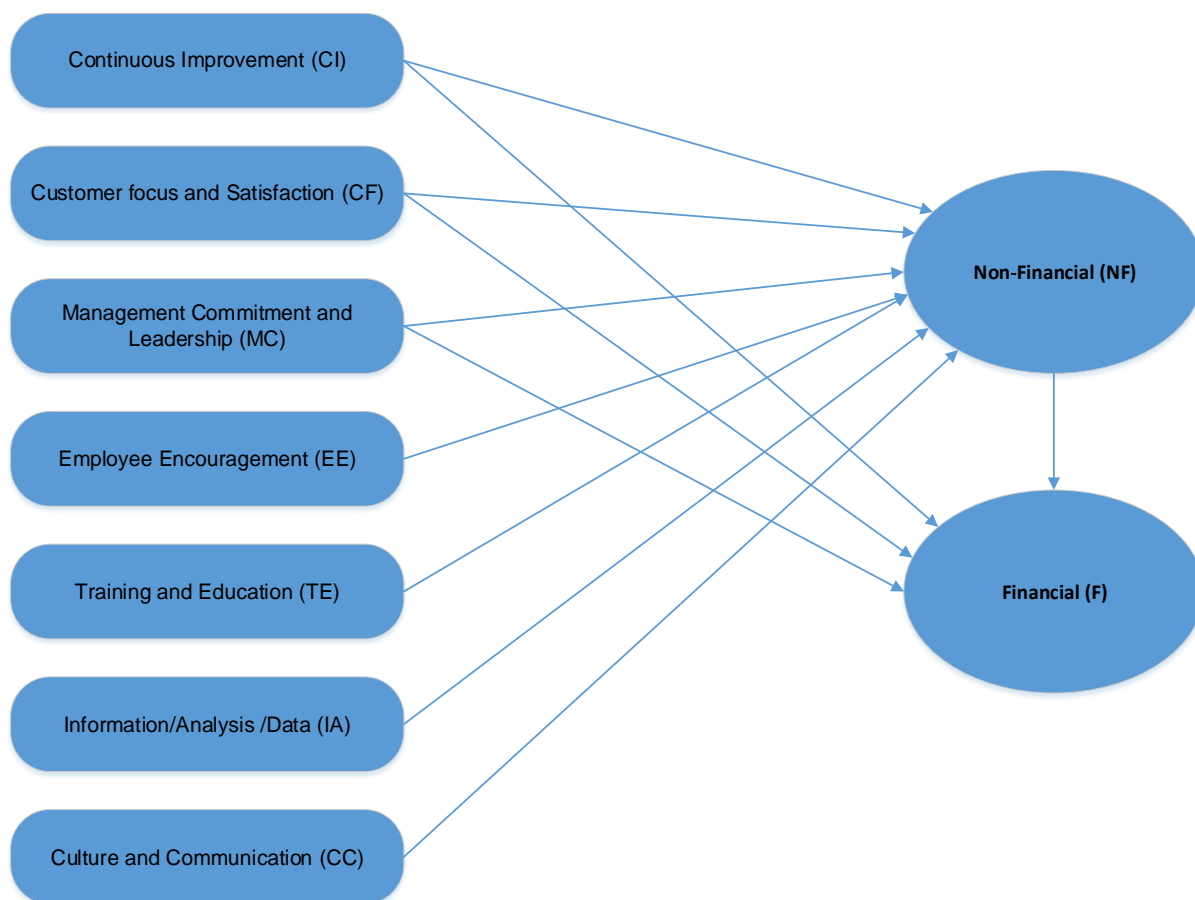 Continuous Improvement (CI)
Customer focus and Satisfaction (CF)
Management Commitment and
Leadership (MC)
Employee Encouragement (EE)
Training and Education (TE)
Information/Analysis /Data (IA)
Culture and Communication (CC)
Non-Financial (NF)
Financial (F)